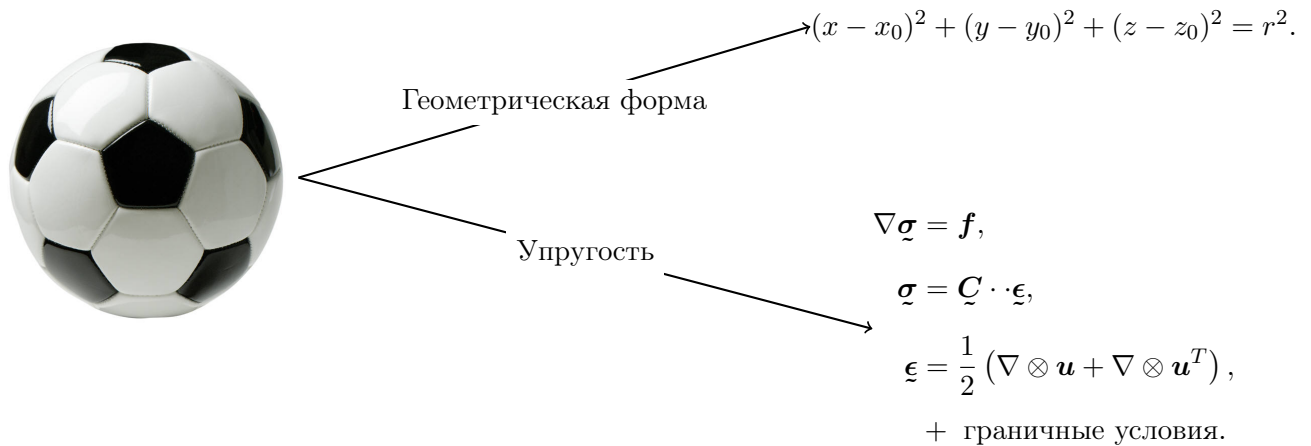 (x − x₀)² + (y − y₀)² + (z − z₀)² = r².
Геометрическая форма
Упругость
∇σ̰ = f,
σ̰ = C̰ · ·ϵ̰,
ϵ̰ = 1/2 (∇ ⊗ u + ∇ ⊗ uᵀ),
+ граничные условия.